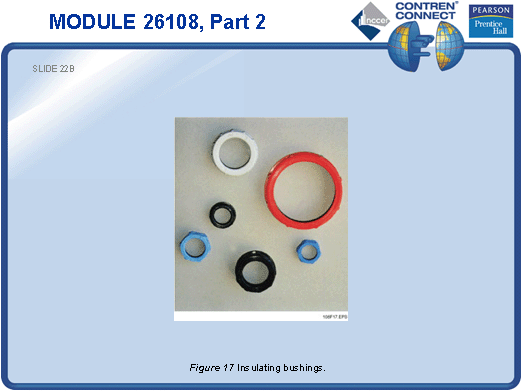 MODULE 26108, Part 2
nccer
CONTREN®
CONNECT
PEARSON
Prentice
Hall
SLIDE 22B
108F17.EPS
Figure 17 Insulating bushings.